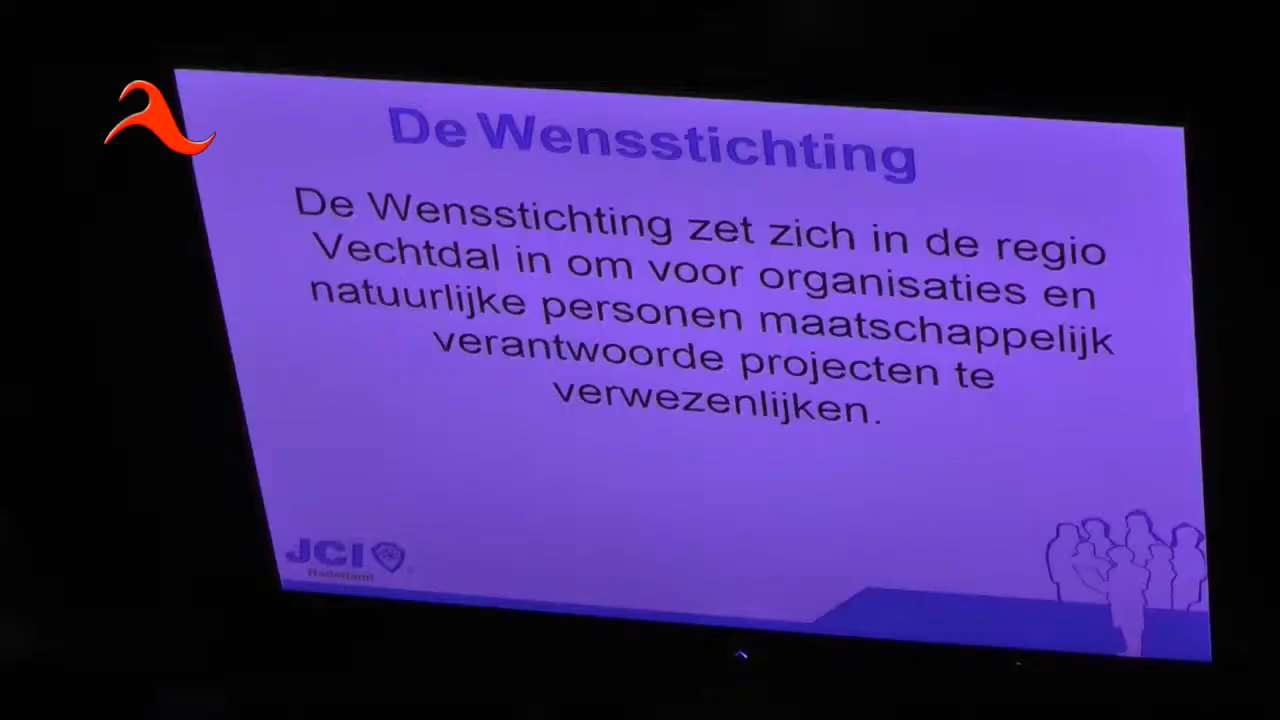 De Wensstichting
De Wensstichting zet zich in de regio
Vechtdal in om voor organisaties en
natuurlijke personen maatschappelijk
verantwoorde projecten te
verwezenlijken.
JCI
Nederland